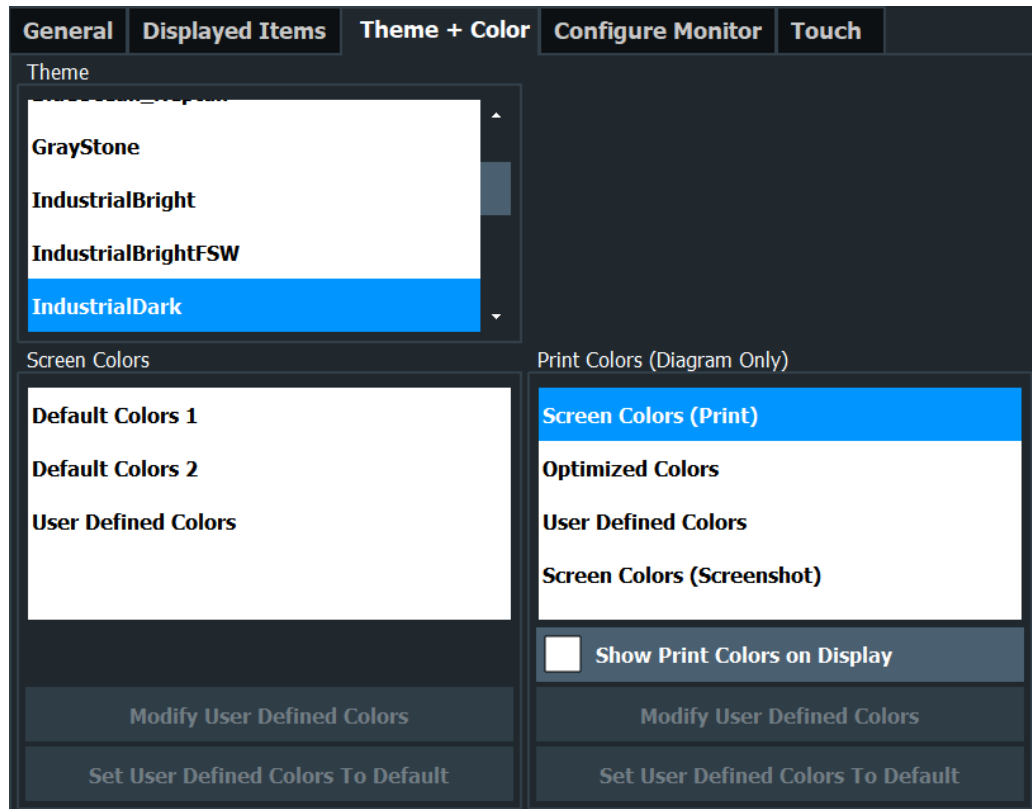 General Displayed Items Theme + Color Configure Monitor Touch
Theme
GrayStone
IndustrialBright
IndustrialBrightFSW
IndustrialDark
Screen Colors
Default Colors 1
Default Colors 2
User Defined Colors
Modify User Defined Colors
Set User Defined Colors To Default
Print Colors (Diagram Only)
Screen Colors (Print)
Optimized Colors
User Defined Colors
Screen Colors (Screenshot)
Show Print Colors on Display
Modify User Defined Colors
Set User Defined Colors To Default